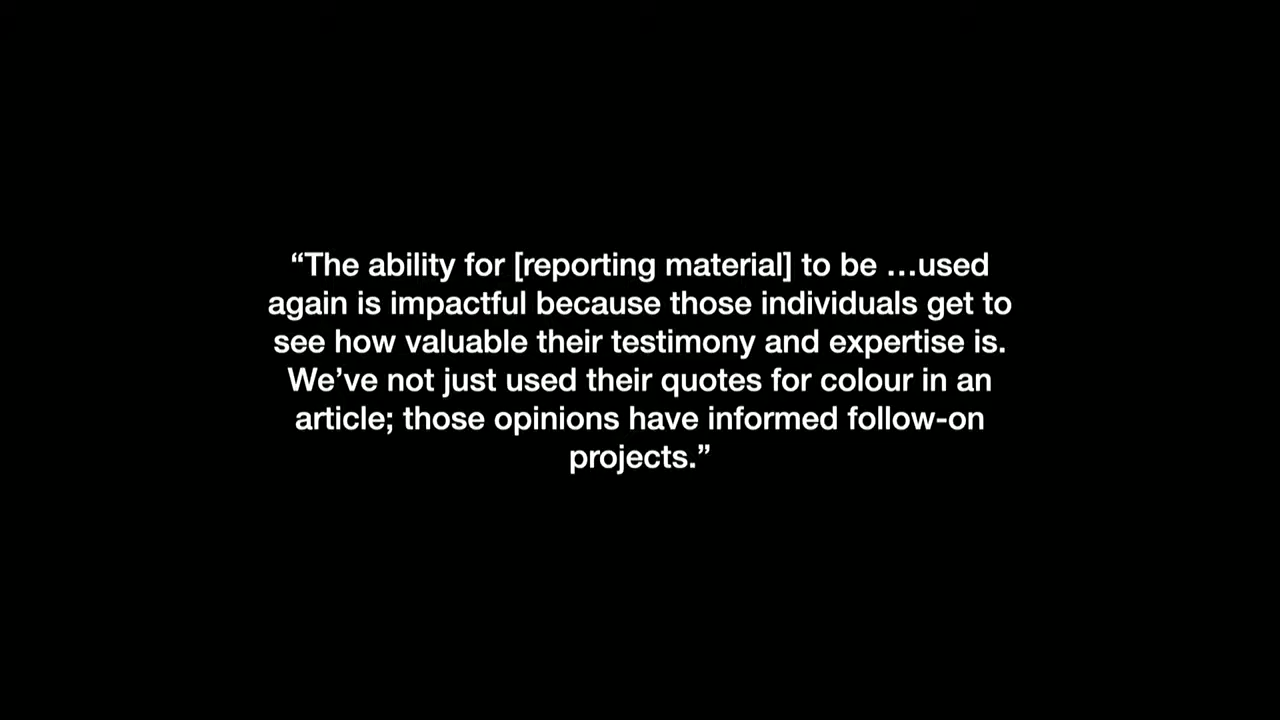 “The ability for [reporting material] to be …used
again is impactful because those individuals get to
see how valuable their testimony and expertise is.
We’ve not just used their quotes for colour in an
article; those opinions have informed follow-on
projects.”